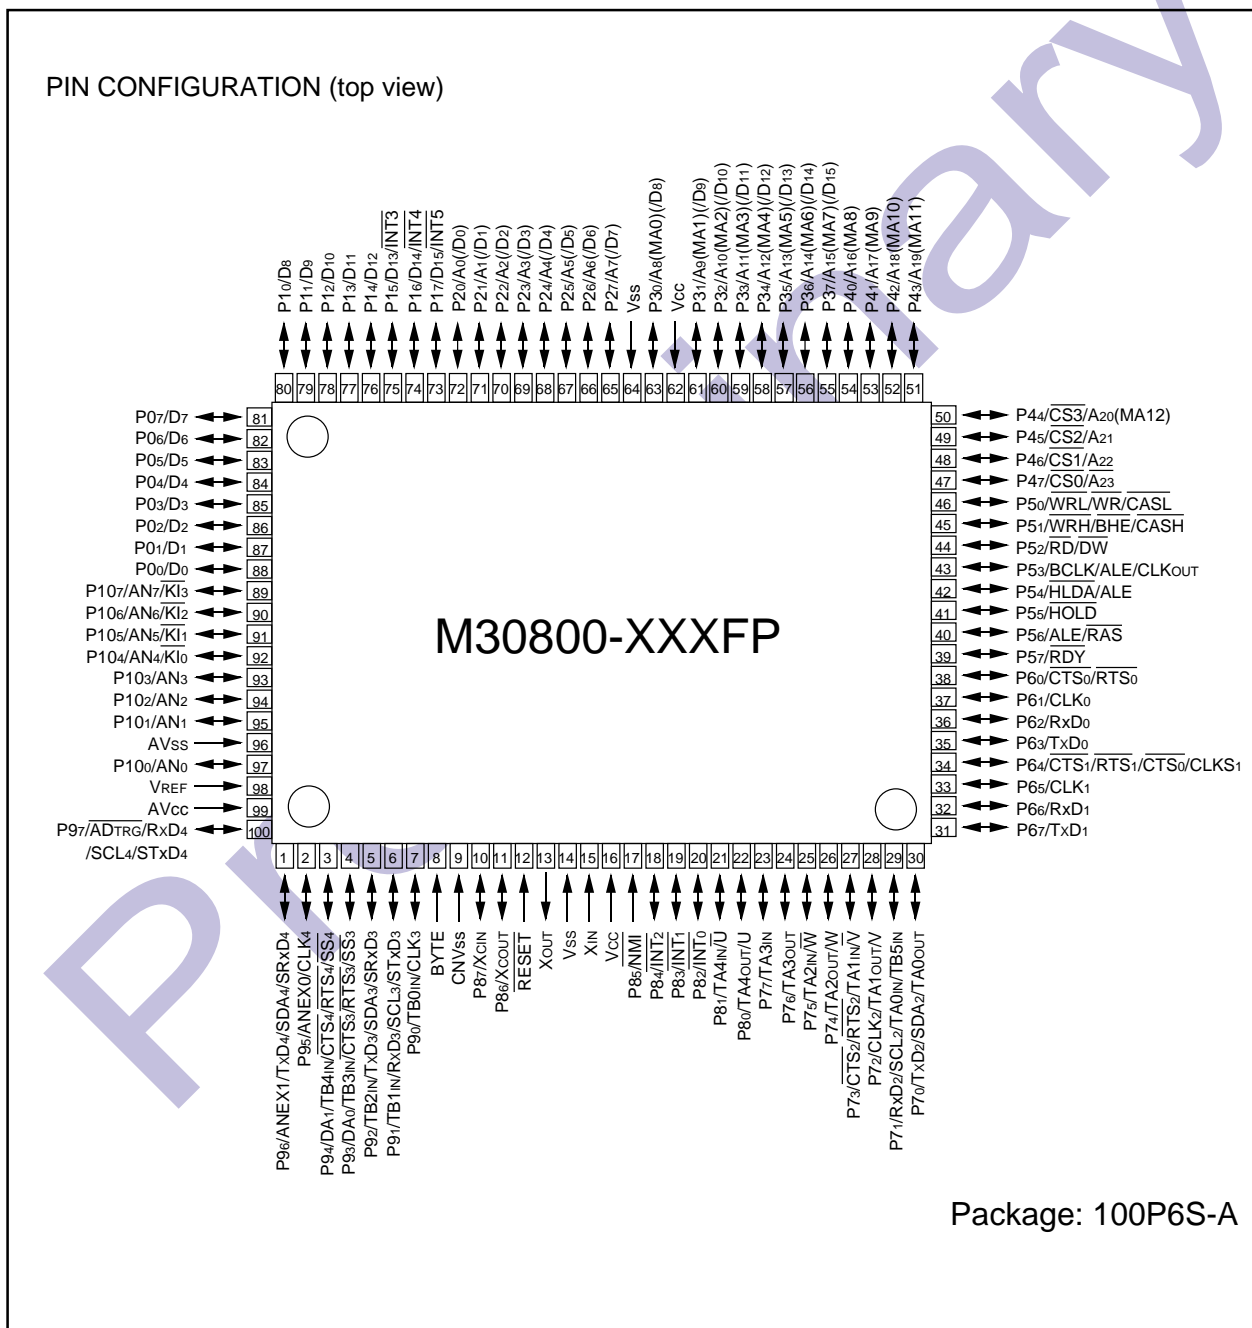 PIN CONFIGURATION (top view)
P10/D8
P11/D9
P12/D10
P13/D11
P14/D12
P15/D13/INT3
P16/D14/INT4
P17/D15/INT5
P20/A0(/D0)
P21/A1(/D1)
P22/A2(/D2)
P23/A3(/D3)
P24/A4(/D4)
P25/A5(/D5)
P26/A6(/D6)
P27/A7(/D7)
Vss
P30/A8(MA0)(/D8)
Vcc
P31/A9(MA1)(/D9)
P32/A10(MA2)(/D10)
P33/A11(MA3)(/D11)
P34/A12(MA4)(/D12)
P35/A13(MA5)(/D13)
P36/A14(MA6)(/D14)
P37/A15(MA7)(/D15)
P40/A16(MA8)
P41/A17(MA9)
P42/A18(MA10)
P43/A19(MA11)
80 79 78 77 76 75 74 73 72 71 70 69 68 67 66 65 64 63 62 61 60 59 58 57 56 55 54 53 52 51
P07/D7 81
P06/D6 82
P05/D5 83
P04/D4 84
P03/D3 85
P02/D2 86
P01/D1 87
P00/D0 88
P107/AN7/KI3 89
P106/AN6/KI2 90
P105/AN5/KI1 91
P104/AN4/KI0 92
P103/AN3 93
P102/AN2 94
P101/AN1 95
AVss 96
P100/AN0 97
VREF 98
AVcc 99
P97/ADTRG/RxD4 100
/SCL4/STxD4
M30800-XXXFP
50 P44/CS3/A20(MA12)
49 P45/CS2/A21
48 P46/CS1/A22
47 P47/CS0/A23
46 P50/WRL/WR/CASL
45 P51/WRH/BHE/CASH
44 P52/RD/DW
43 P53/BCLK/ALE/CLKOUT
42 P54/HLDA/ALE
41 P55/HOLD
40 P56/ALE/RAS
39 P57/RDY
38 P60/CTS0/RTS0
37 P61/CLK0
36 P62/RxD0
35 P63/TxD0
34 P64/CTS1/RTS1/CTS0/CLKS1
33 P65/CLK1
32 P66/RxD1
31 P67/TxD1
1 2 3 4 5 6 7 8 9 10 11 12 13 14 15 16 17 18 19 20 21 22 23 24 25 26 27 28 29 30
P96/ANEX1/TxD4/SDA4/SRxD4
P95/ANEX0/CLK4
P94/DA1/TB4IN/CTS4/RTS4/SS4
P93/DA0/TB3IN/CTS3/RTS3/SS3
P92/TB2IN/TxD3/SDA3/SRxD3
P91/TB1IN/RxD3/SCL3/STxD3
P90/TB0IN/CLK3
BYTE
CNVss
P87/XCIN
P86/XCOUT
RESET
XOUT
Vss
XIN
Vcc
P85/NMI
P84/INT2
P83/INT1
P82/INT0
P81/TA4IN/U
P80/TA4OUT/U
P77/TA3IN
P76/TA3OUT
P75/TA2IN/W
P74/TA2OUT/W
P73/CTS2/RTS2/TA1IN/V
P72/CLK2/TA1OUT/V
P71/RxD2/SCL2/TA0IN/TB5IN
P70/TxD2/SDA2/TA0OUT
Package: 100P6S-A